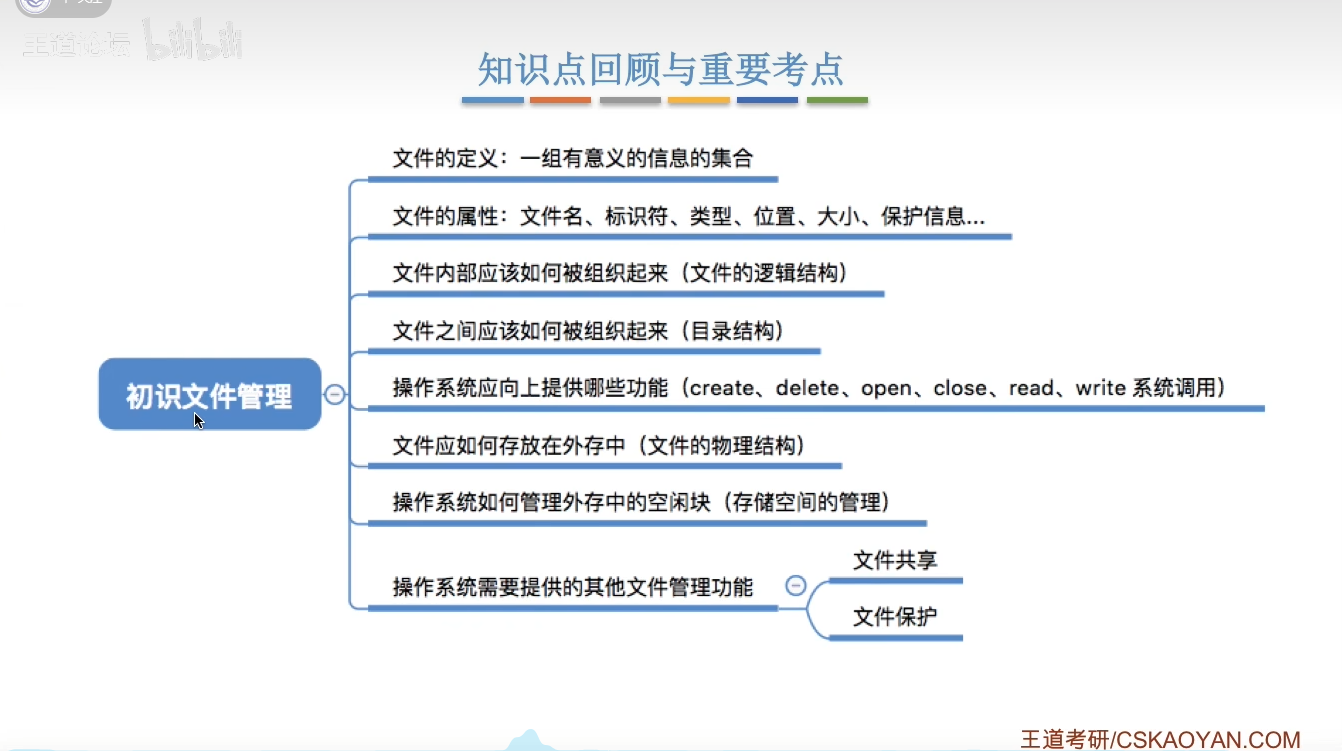 王道论坛 bilibili
知识点回顾与重要考点
文件的定义：一组有意义的信息的集合
文件的属性：文件名、标识符、类型、位置、大小、保护信息...
文件内部应该如何被组织起来（文件的逻辑结构）
文件之间应该如何被组织起来（目录结构）
初识文件管理
操作系统应向上提供哪些功能（create、delete、open、close、read、write 系统调用）
文件应如何存放在外存中（文件的物理结构）
操作系统如何管理外存中的空闲块（存储空间的管理）
操作系统需要提供的其他文件管理功能
文件共享
文件保护
王道考研/CSKAOYAN.COM